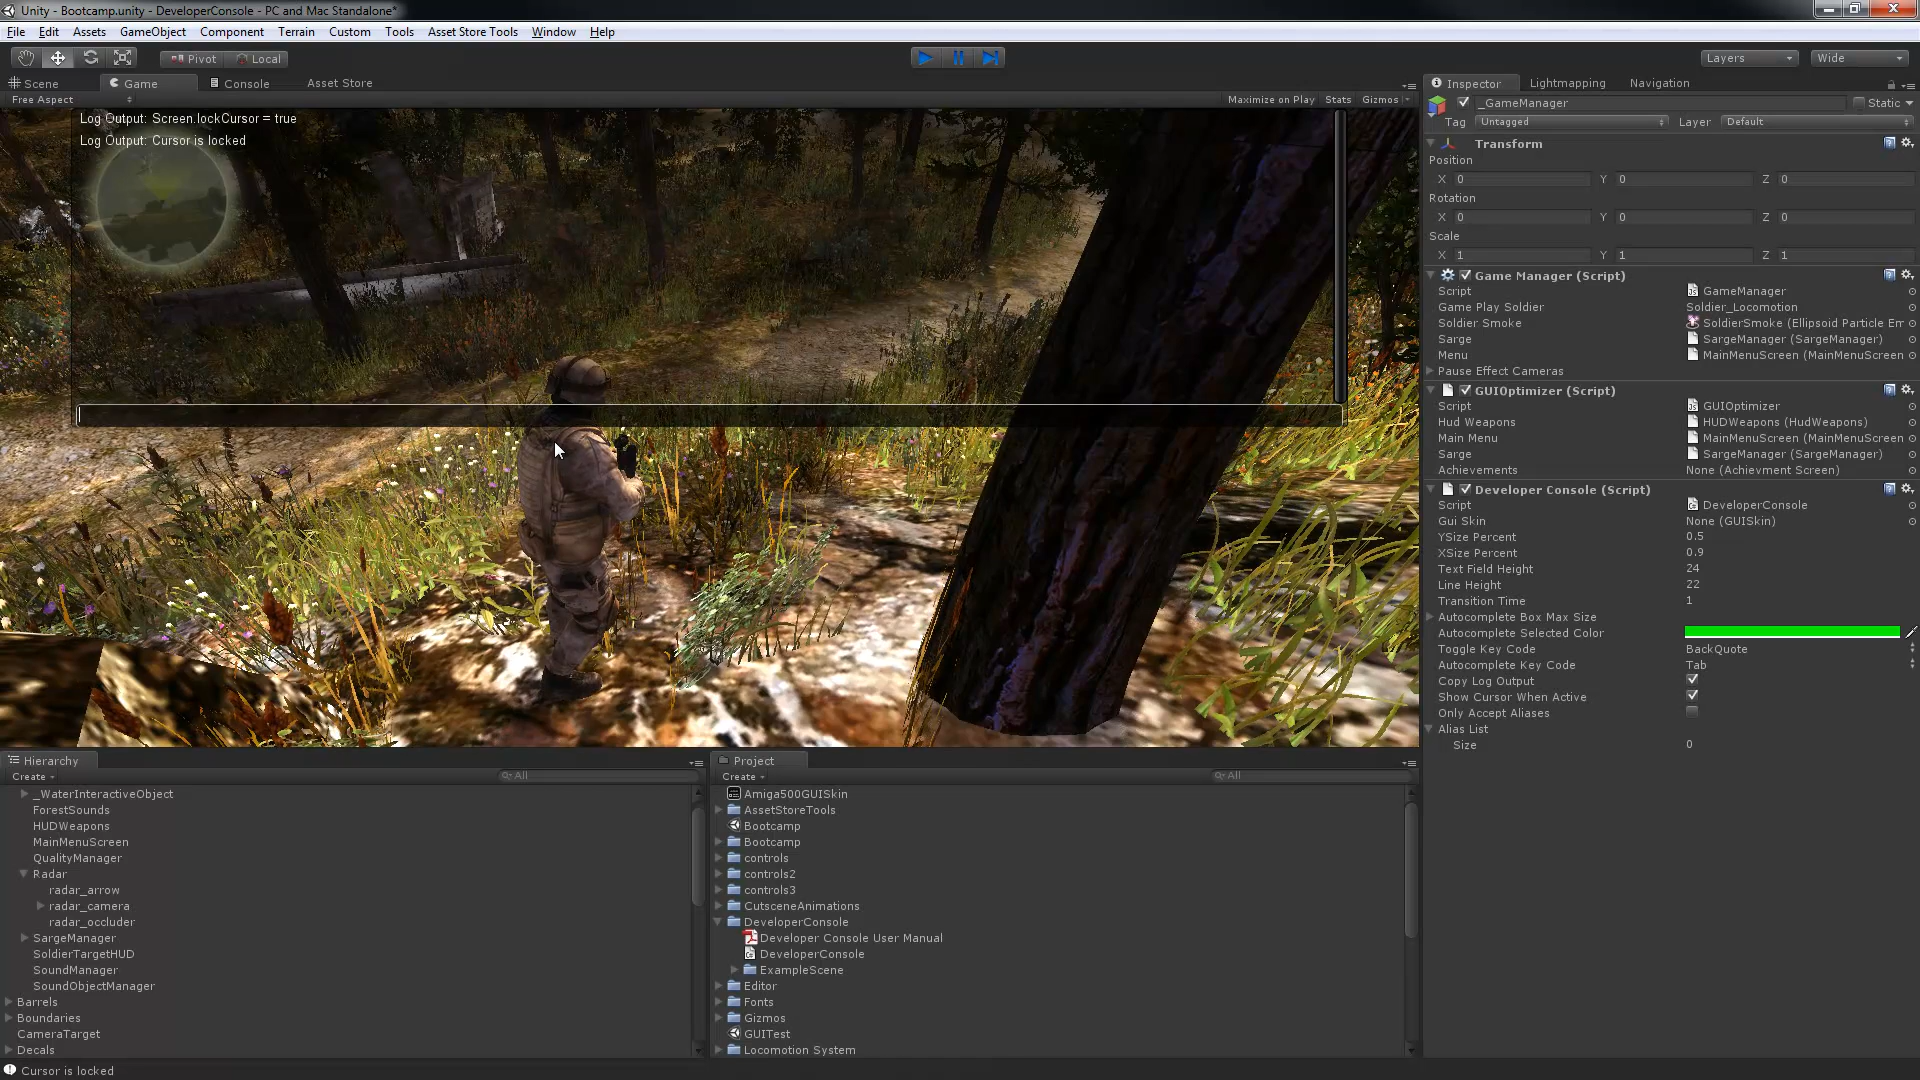 Unity - Bootcamp.unity - DeveloperConsole - PC and Mac Standalone*
File Edit Assets GameObject Component Terrain Custom Tools Asset Store Tools Window Help
Pivot Local Layers Wide
Scene Game Console Asset Store
Free Aspect Maximize on Play Stats Gizmos
Log Output: Screen.lockCursor = true
Log Output: Cursor is locked
Inspector Lightmapping Navigation
_GameManager Static
Tag Untagged Layer Default
Transform
Position
X 0 Y 0 Z 0
Rotation
X 0 Y 0 Z 0
Scale
X 1 Y 1 Z 1
Game Manager (Script)
Script GameManager
Game Play Soldier Soldier_Locomotion
Soldier Smoke SoldierSmoke (Ellipsoid Particle Em
Sarge SargeManager (SargeManager)
Menu MainMenuScreen (MainMenuScreen
Pause Effect Cameras
GUIOptimizer (Script)
Script GUIOptimizer
Hud Weapons HUDWeapons (HudWeapons)
Main Menu MainMenuScreen (MainMenuScreen
Sarge SargeManager (SargeManager)
Achievements None (Achievment Screen)
Developer Console (Script)
Script DeveloperConsole
Gui Skin None (GUISkin)
YSize Percent 0.5
XSize Percent 0.9
Text Field Height 24
Line Height 22
Transition Time 1
Autocomplete Box Max Size
Autocomplete Selected Color
Toggle Key Code BackQuote
Autocomplete Key Code Tab
Copy Log Output
Show Cursor When Active
Only Accept Aliases
Alias List
Size 0
Hierarchy
Create All
_WaterInteractiveObject
ForestSounds
HUDWeapons
MainMenuScreen
QualityManager
Radar
radar_arrow
radar_camera
radar_occluder
SargeManager
SoldierTargetHUD
SoundManager
SoundObjectManager
Barrels
Boundaries
CameraTarget
Decals
Project
Create All
Amiga500GUISkin
AssetStoreTools
Bootcamp
Bootcamp
controls
controls2
controls3
CutsceneAnimations
DeveloperConsole
Developer Console User Manual
DeveloperConsole
ExampleScene
Editor
Fonts
Gizmos
GUITest
Locomotion System
Cursor is locked